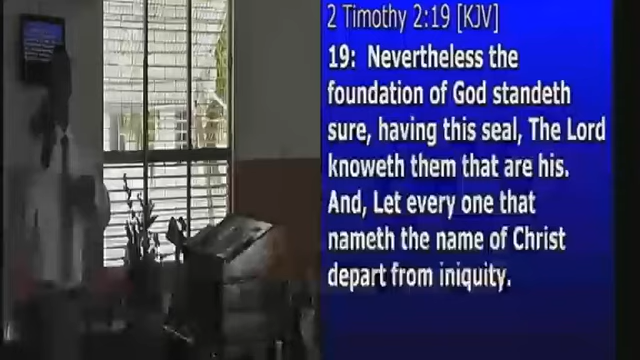 2 Timothy 2:19 [KJV]
19: Nevertheless the
foundation of God standeth
sure, having this seal, The Lord
knoweth them that are his.
And, Let every one that
nameth the name of Christ
depart from iniquity.